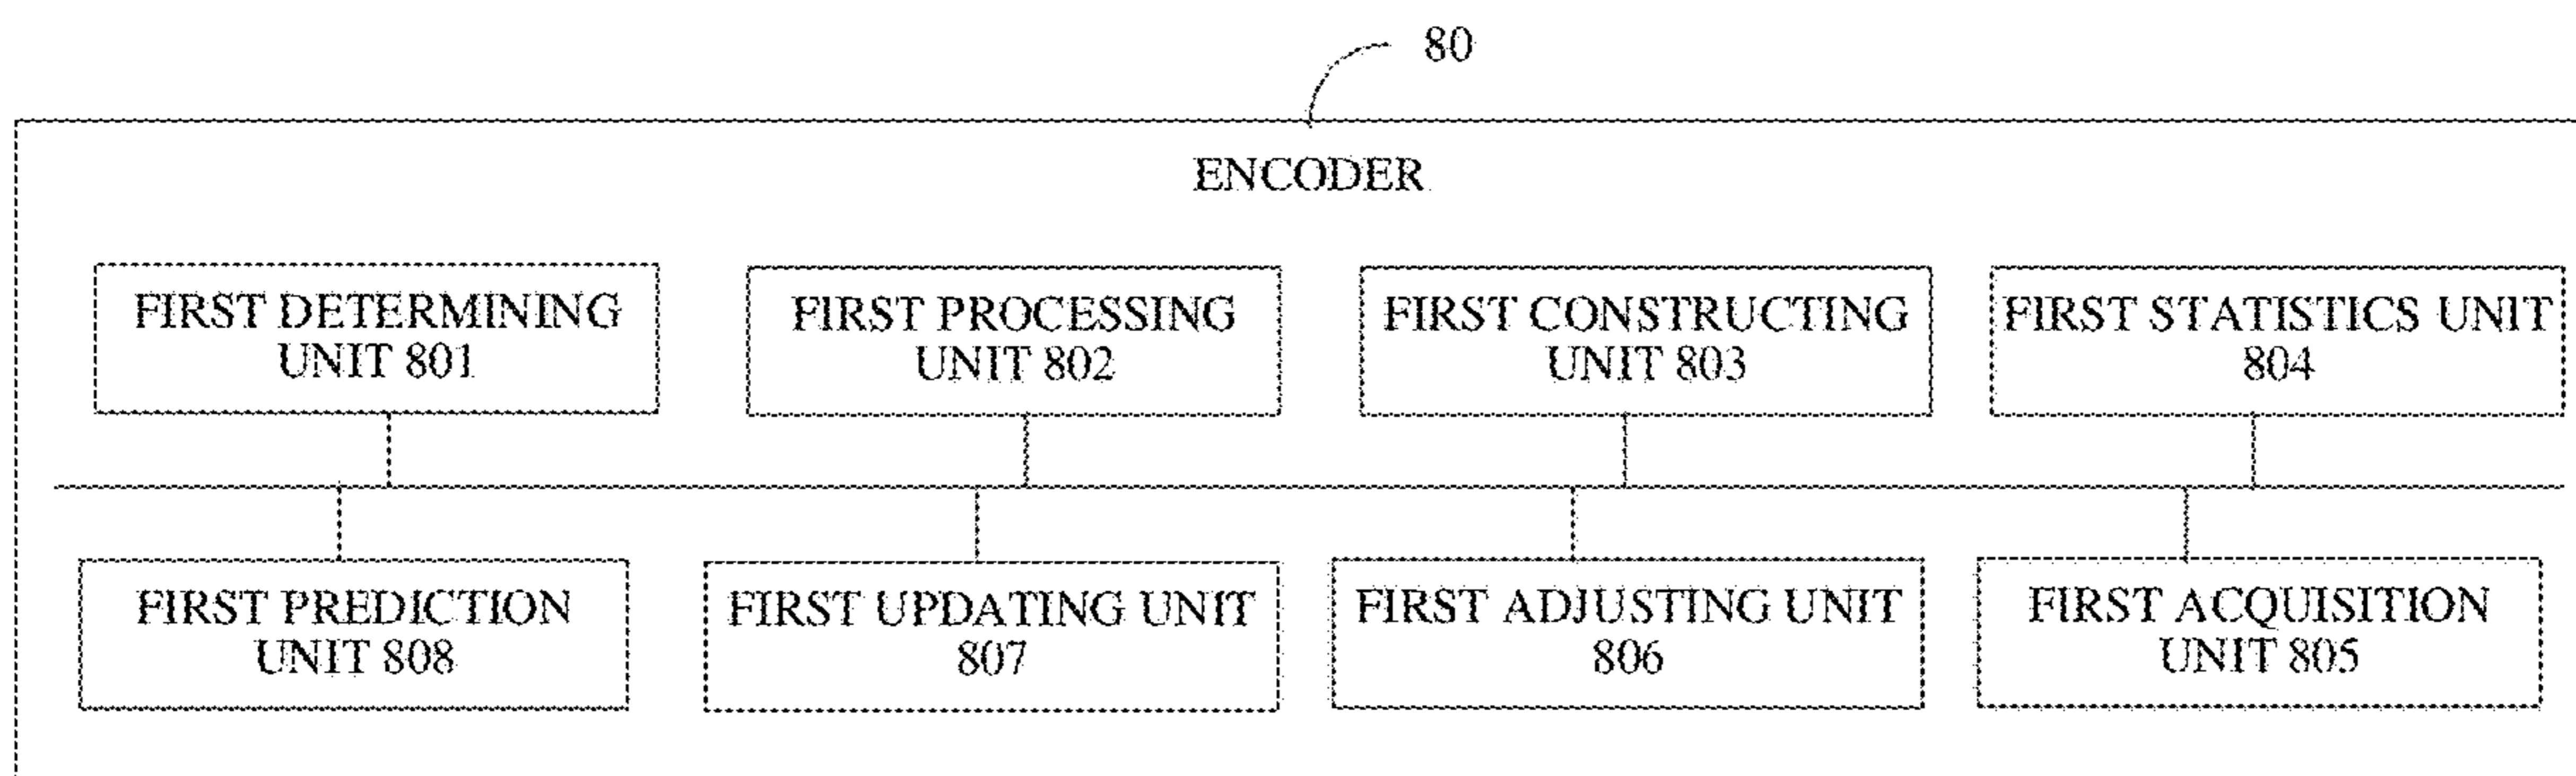 80
ENCODER
FIRST DETERMINING
UNIT 801
FIRST PROCESSING
UNIT 802
FIRST CONSTRUCTING
UNIT 803
FIRST STATISTICS UNIT
804
FIRST PREDICTION
UNIT 808
FIRST UPDATING UNIT
807
FIRST ADJUSTING UNIT
806
FIRST ACQUISITION
UNIT 805